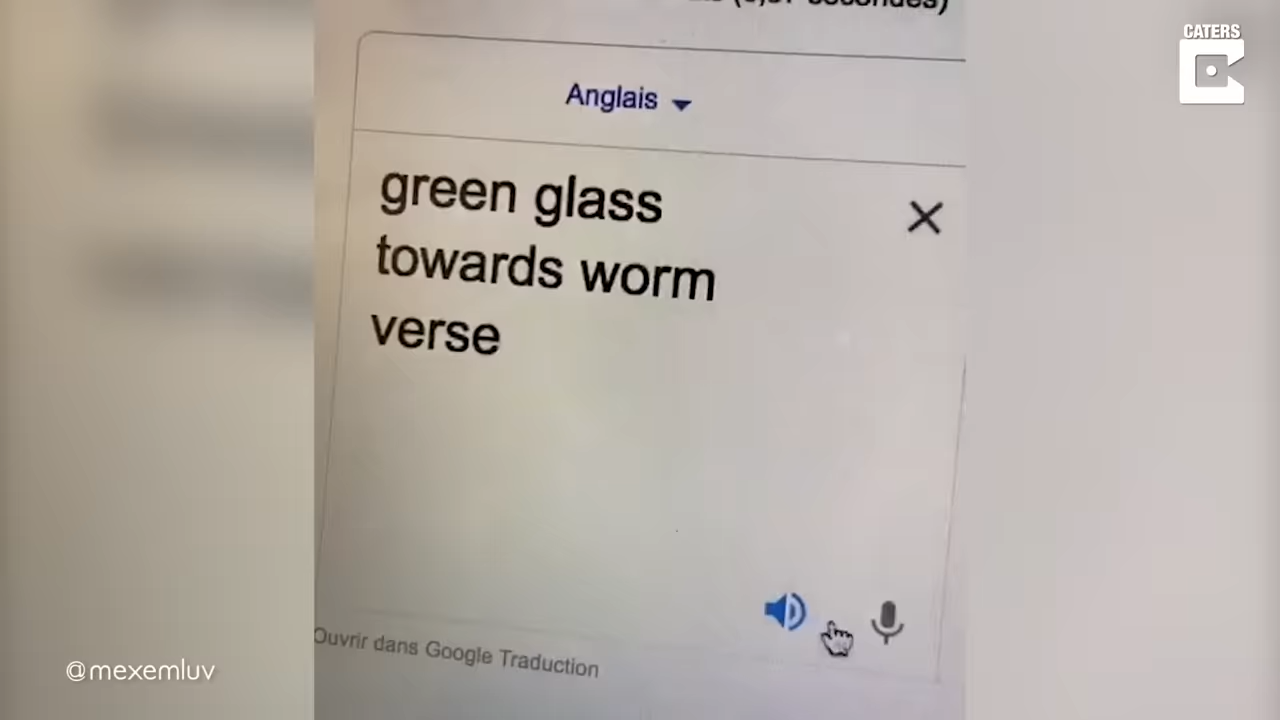 CATERS
Anglais
green glass
towards worm
verse
Ouvrir dans Google Traduction
@mexemluv